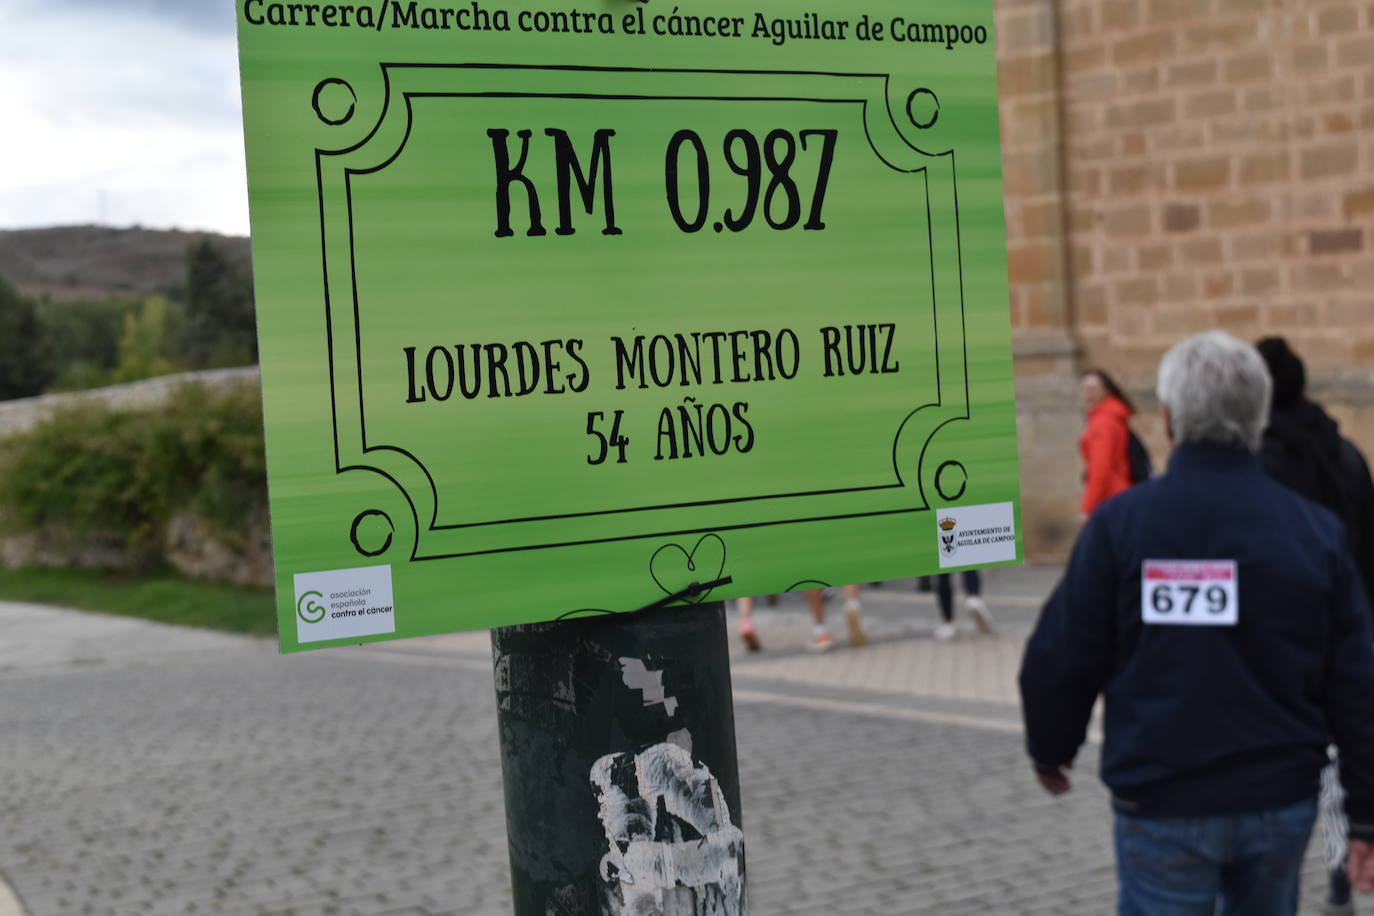 Carrera/Marcha contra el cáncer Aguilar de Campoo
KM 0.987
LOURDES MONTERO RUIZ
54 AÑOS
asociación
española
contra el cáncer
AYUNTAMIENTO DE
AGUILAR DE CAMPOO
679